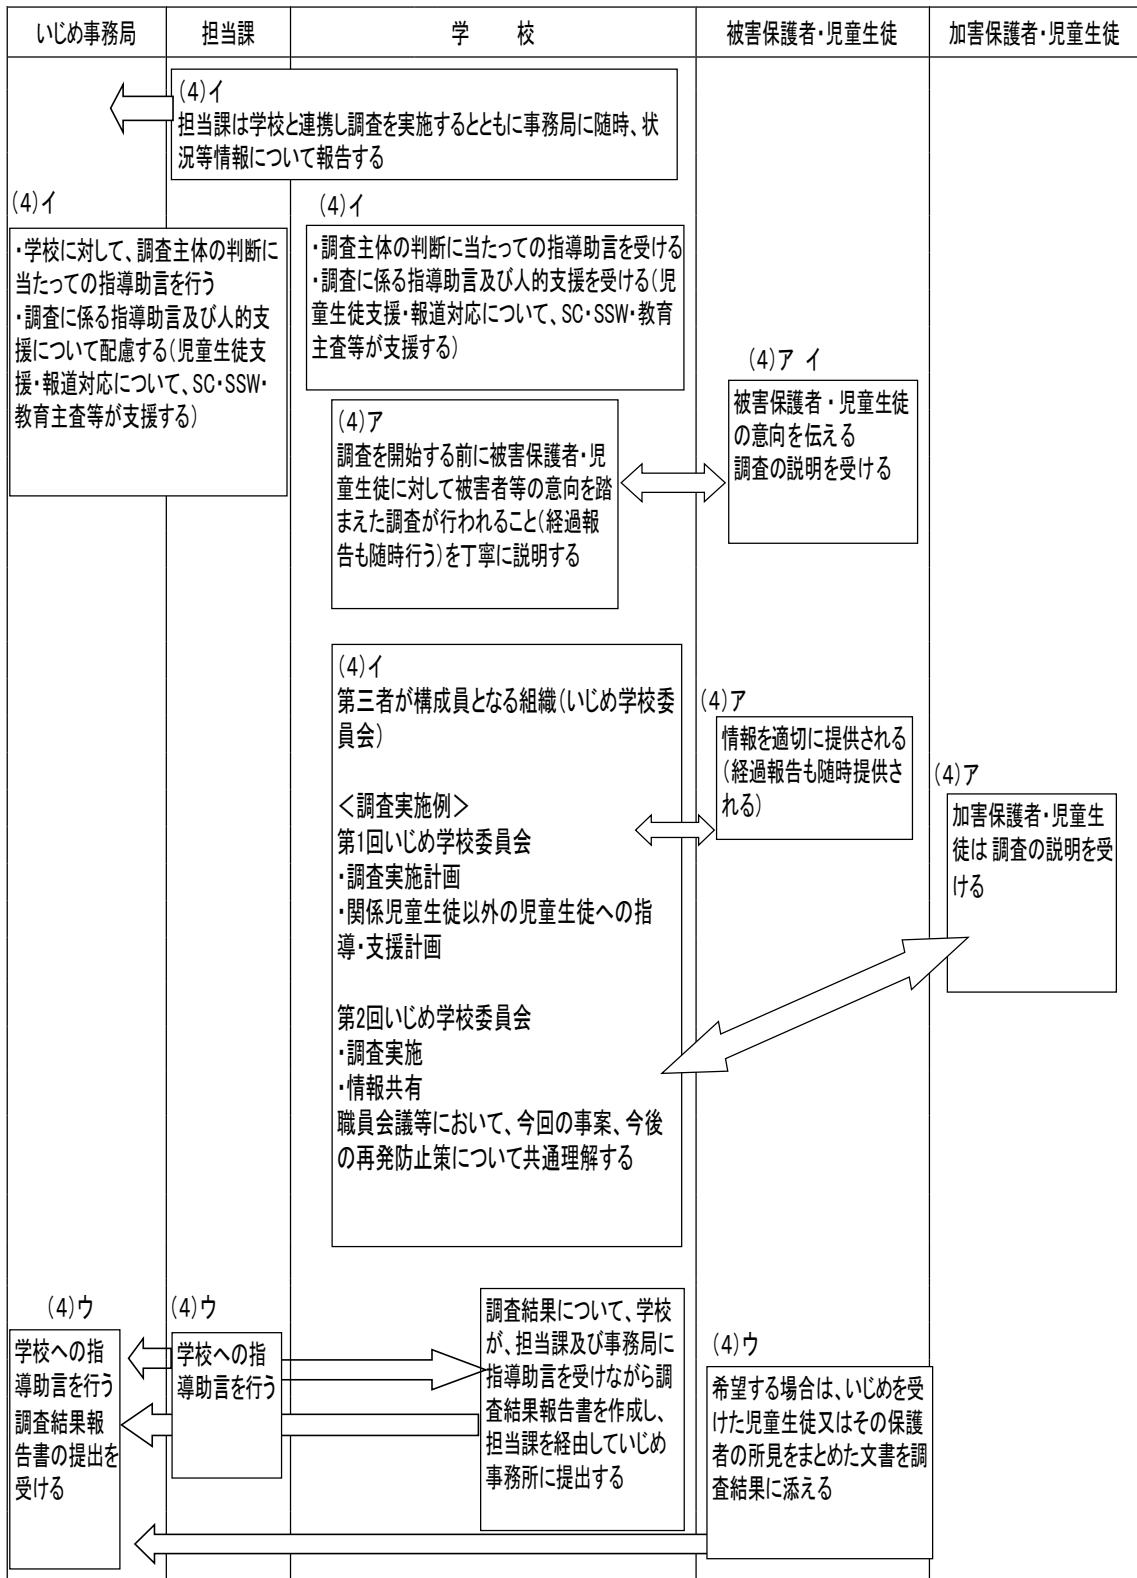 いじめ事務局
担当課
学　　校
被害保護者・児童生徒
加害保護者・児童生徒
(4)イ
担当課は学校と連携し調査を実施するとともに事務局に随時、状
況等情報について報告する
(4)イ
・学校に対して、調査主体の判断に
当たっての指導助言を行う
・調査に係る指導助言及び人的支
援について配慮する(児童生徒支
援・報道対応について、SC・SSW・
教育主査等が支援する)
(4)イ
・調査主体の判断に当たっての指導助言を受ける
・調査に係る指導助言及び人的支援を受ける(児
童生徒支援・報道対応について、SC・SSW・教育
主査等が支援する)
(4)ア
調査を開始する前に被害保護者・児
童生徒に対して被害者等の意向を踏
まえた調査が行われること(経過報
告も随時行う)を丁寧に説明する
(4)ア イ
被害保護者・児童生徒
の意向を伝える
調査の説明を受ける
(4)イ
第三者が構成員となる組織(いじめ学校委
員会)
＜調査実施例＞
第1回いじめ学校委員会
・調査実施計画
・関係児童生徒以外の児童生徒への指
導・支援計画
第2回いじめ学校委員会
・調査実施
・情報共有
職員会議等において、今回の事案、今後
の再発防止策について共通理解する
(4)ア
情報を適切に提供される
(経過報告も随時提供さ
れる)
(4)ア
加害保護者・児童生
徒は 調査の説明を受
ける
(4)ウ
学校への指
導助言を行う
調査結果報
告書の提出を
受ける
(4)ウ
学校への指
導助言を行う
調査結果について、学校
が、担当課及び事務局に
指導助言を受けながら調
査結果報告書を作成し、
担当課を経由していじめ
事務所に提出する
(4)ウ
希望する場合は、いじめを受
けた児童生徒又はその保護
者の所見をまとめた文書を調
査結果に添える